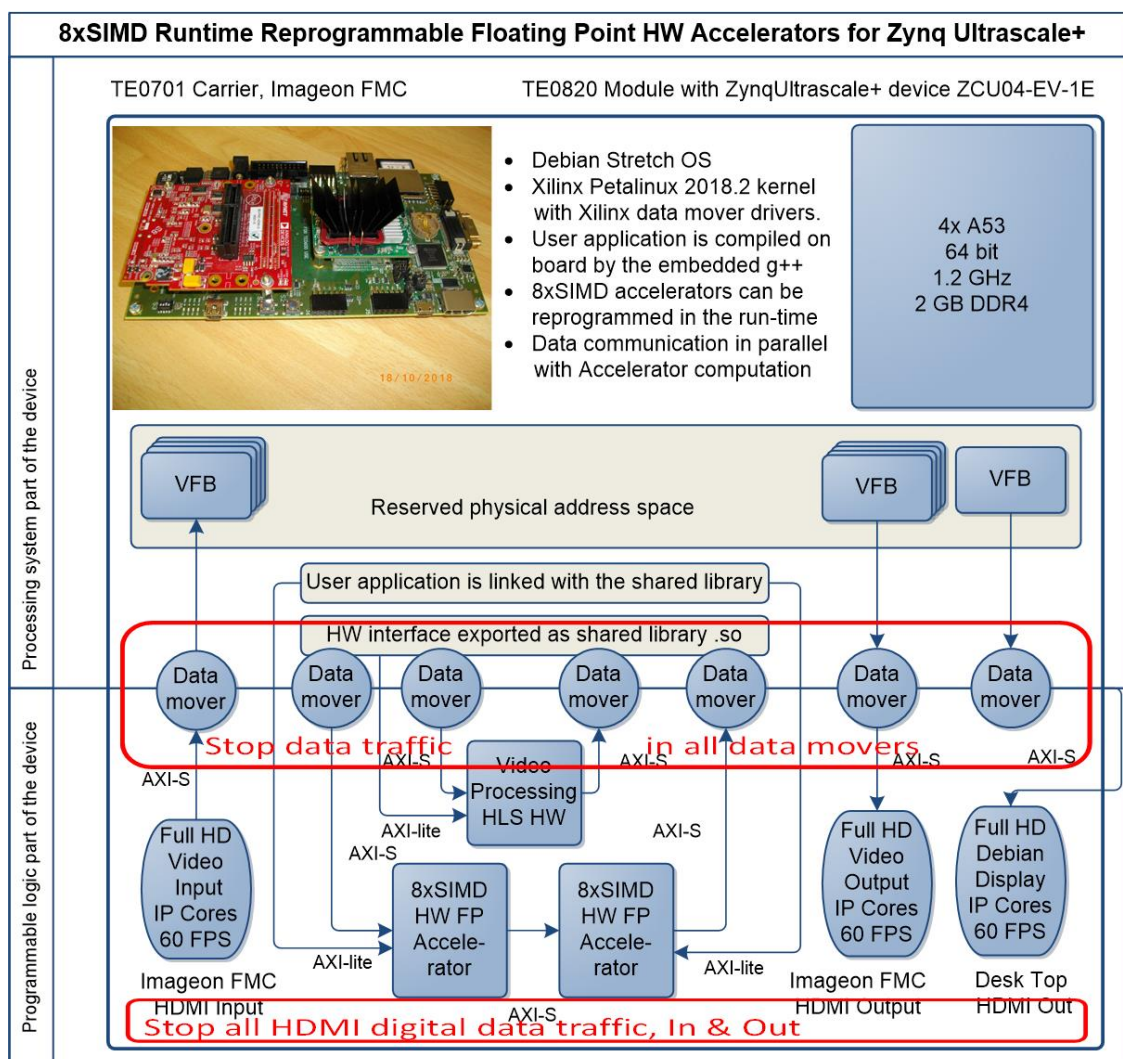 8xSIMD Runtime Reprogrammable Floating Point HW Accelerators for Zynq Ultrascale+
TE0701 Carrier, Imageon FMC
TE0820 Module with ZynqUltrascale+ device ZCU04-EV-1E
Processing system part of the device
18/10/2018
• Debian Stretch OS
• Xilinx Petalinux 2018.2 kernel
with Xilinx data mover drivers.
• User application is compiled on
board by the embedded g++
• 8xSIMD accelerators can be
reprogrammed in the run-time
• Data communication in parallel
with Accelerator computation
4x A53
64 bit
1.2 GHz
2 GB DDR4
VFB
Reserved physical address space
VFB
VFB
User application is linked with the shared library
HW interface exported as shared library .so
Data
mover
Data
mover
Data
mover
Data
mover
Data
mover
Data
mover
Data
mover
Stop data traffic in all data movers
Programmable logic part of the device
AXI-S
AXI-S
AXI-S
AXI-S
AXI-S
Video
Processing
HLS HW
AXI-lite
AXI-S
AXI-S
Full HD
Video
Input
IP Cores
60 FPS
8xSIMD
HW FP
Accele-
rator
8xSIMD
HW FP
Accele-
rator
Full HD
Video
Output
IP Cores
60 FPS
Full HD
Debian
Display
IP Cores
60 FPS
AXI-lite
AXI-lite
Imageon FMC
HDMI Input
Imageon FMC
HDMI Output
Desk Top
HDMI Out
AXI-S
Stop all HDMI digital data traffic, In & Out